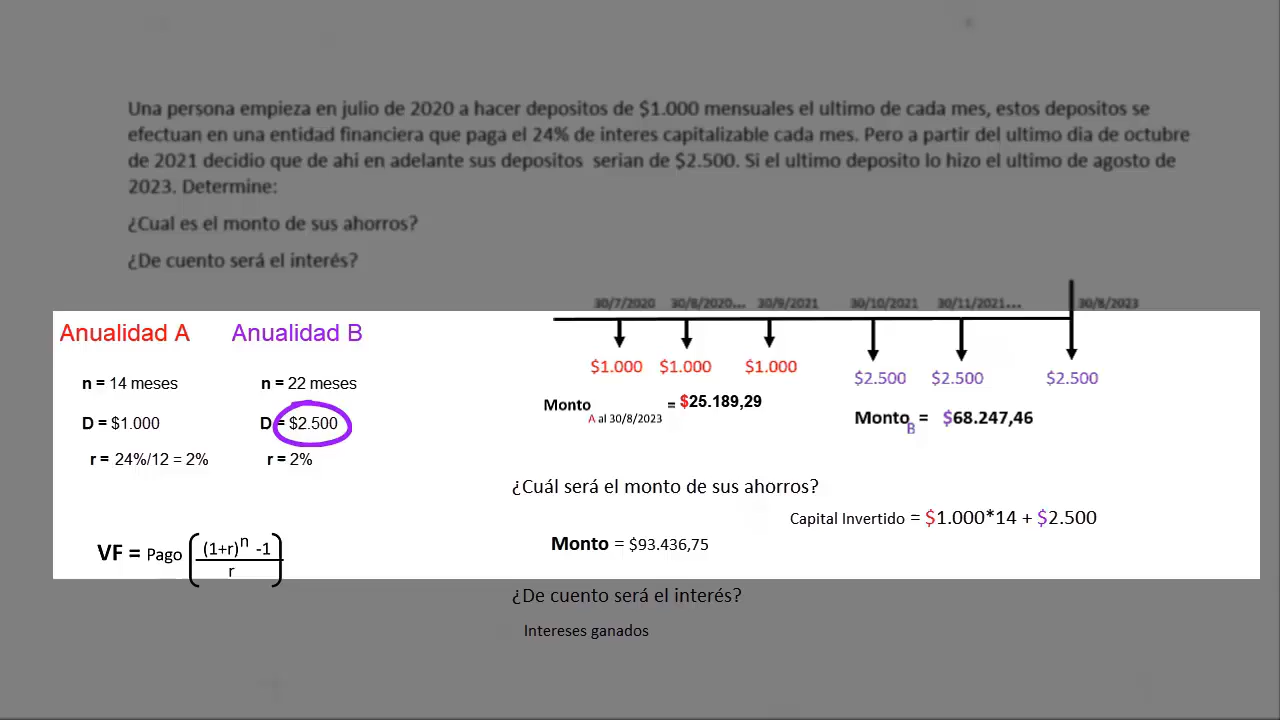 Una persona empieza en julio de 2020 a hacer depositos de $1.000 mensuales el ultimo de cada mes, estos depositos se
efectuan en una entidad financiera que paga el 24% de interes capitalizable cada mes. Pero a partir del ultimo dia de octubre
de 2021 decidio que de ahi en adelante sus depositos serian de $2.500. Si el ultimo deposito lo hizo el ultimo de agosto de
2023. Determine:
¿Cual es el monto de sus ahorros?
¿De cuento será el interés?
30/7/2020 30/8/2020... 30/9/2021 30/10/2021 30/11/2021... 30/8/2023
Anualidad A Anualidad B
$1.000 $1.000 $1.000 $2.500 $2.500 $2.500
n = 14 meses n = 22 meses
Monto A al 30/8/2023 = $25.189,29 Monto B = $68.247,46
D = $1.000 D = $2.500
r = 24%/12 = 2% r = 2%
¿Cuál será el monto de sus ahorros?
Capital Invertido = $1.000*14 + $2.500
VF = Pago ( (1+r)^n -1 / r )
Monto = $93.436,75
¿De cuento será el interés?
Intereses ganados